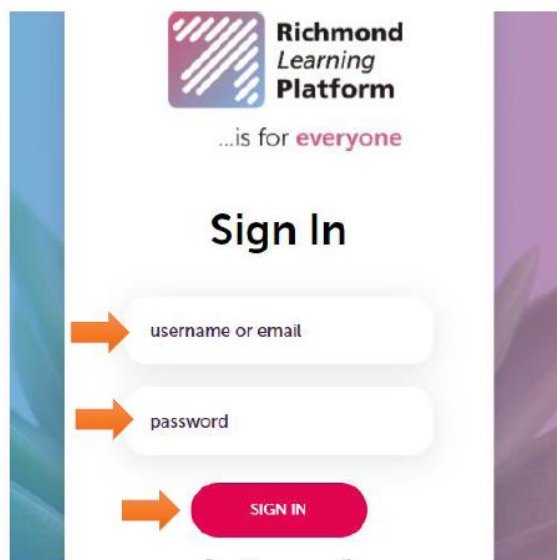 Richmond
Learning
Platform
...is for everyone
Sign In
username or email
password
SIGN IN